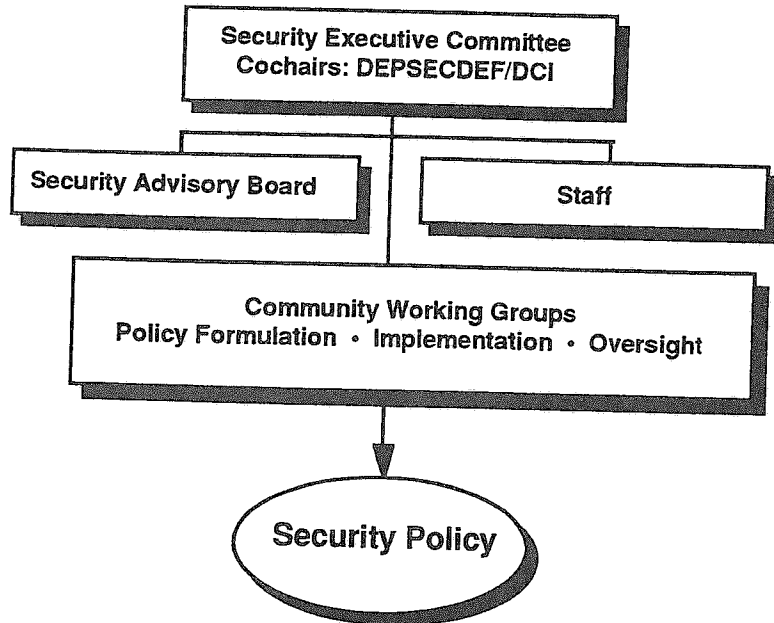 Security Executive Committee
Cochairs: DEPSECDEF/DCI
Security Advisory Board
Staff
Community Working Groups
Policy Formulation • Implementation • Oversight
Security Policy